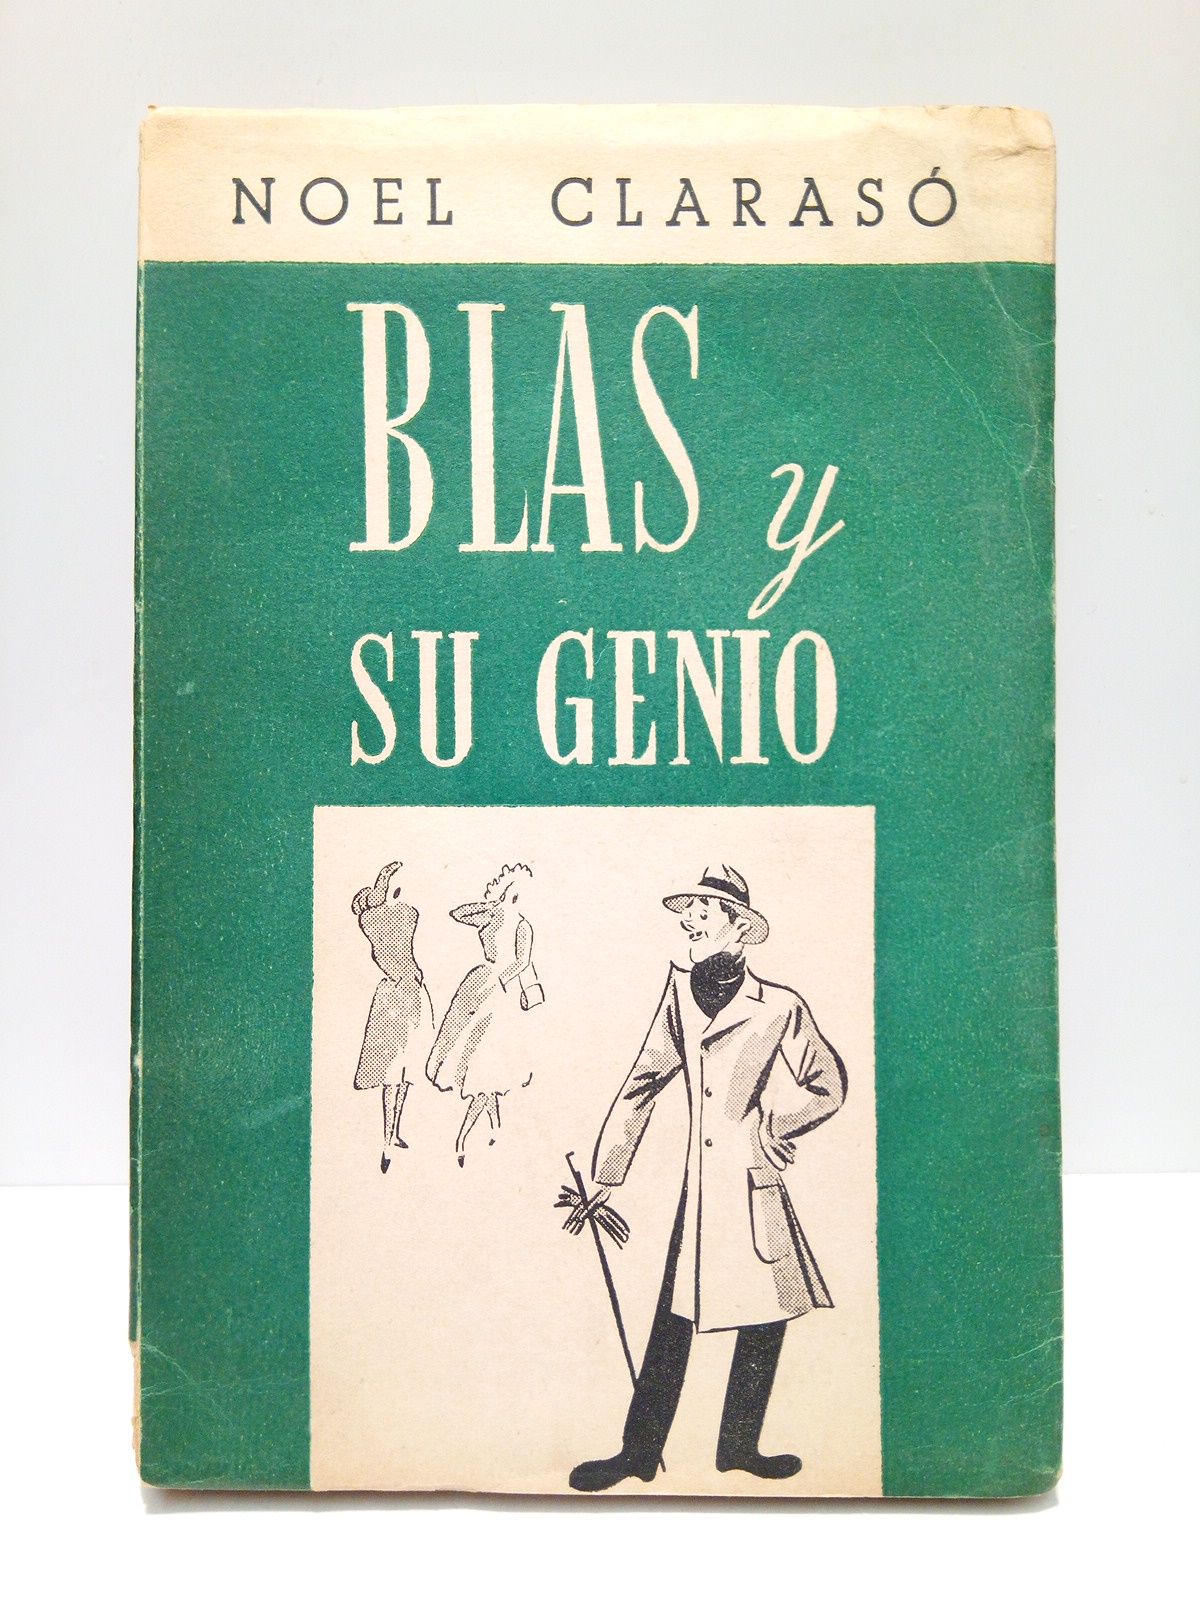 NOEL CLARASÓ
BLAS y
SU GENIO